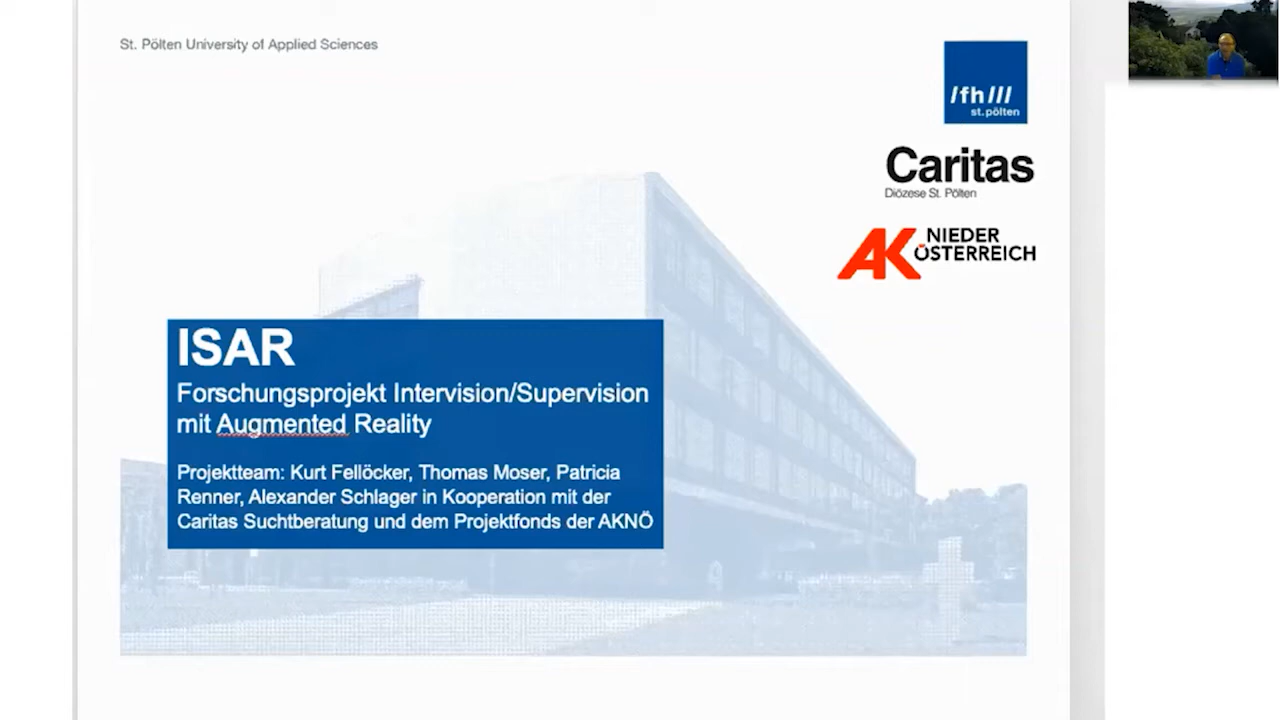 St. Pölten University of Applied Sciences
/fh///
st.pölten
Caritas
Diözese St. Pölten
AK NIEDER
ÖSTERREICH
ISAR
Forschungsprojekt Intervision/Supervision
mit Augmented Reality
Projektteam: Kurt Fellöcker, Thomas Moser, Patricia
Renner, Alexander Schlager in Kooperation mit der
Caritas Suchtberatung und dem Projektfonds der AKNÖ